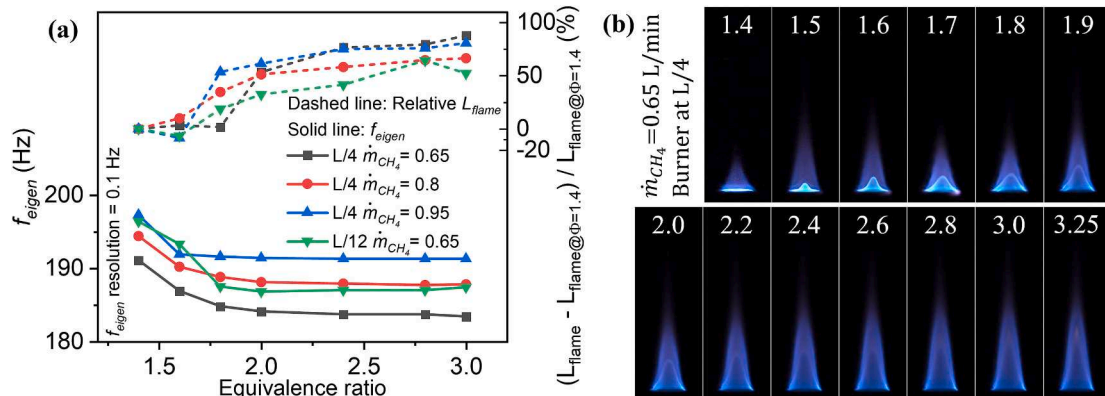 (a)
100
50
0
-20
(L_flame - L_flame@Φ=1.4) / L_flame@Φ=1.4 (%)
Dashed line: Relative L_flame
Solid line: f_eigen
L/4 ṁ_CH₄= 0.65
L/4 ṁ_CH₄= 0.8
L/4 ṁ_CH₄= 0.95
L/12 ṁ_CH₄= 0.65
f_eigen (Hz)
200
190
180
f_eigen resolution = 0.1 Hz
1.5
2.0
2.5
3.0
Equivalence ratio
(b)
ṁ_CH₄=0.65 L/min
Burner at L/4
1.4 1.5 1.6 1.7 1.8 1.9
2.0 2.2 2.4 2.6 2.8 3.0 3.25